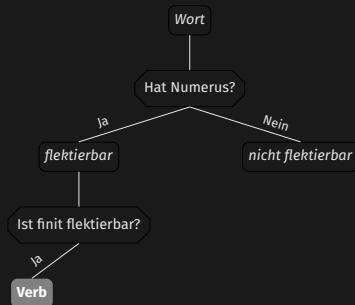 Wort
Hat Numerus?
Ja
Nein
flektierbar
nicht flektierbar
Ist finit flektierbar?
Ja
Verb